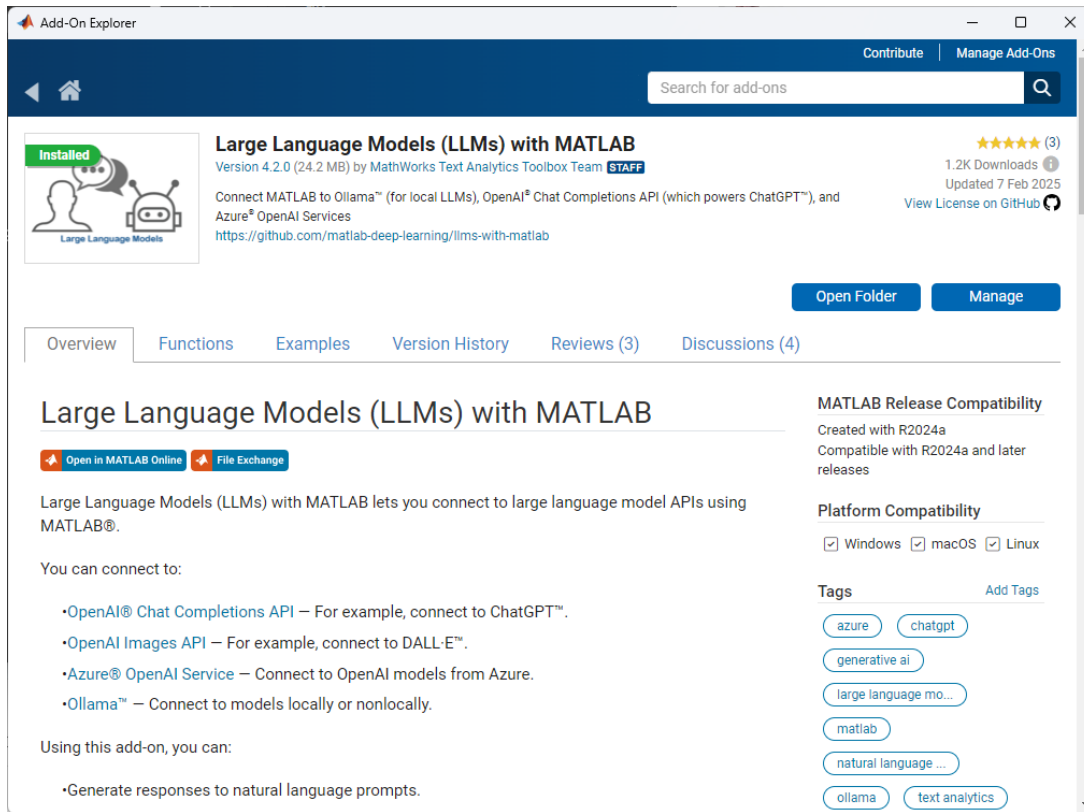 Add-On Explorer
Contribute | Manage Add-Ons
Search for add-ons
Installed
Large Language Models
Large Language Models (LLMs) with MATLAB
Version 4.2.0 (24.2 MB) by MathWorks Text Analytics Toolbox Team STAFF
Connect MATLAB to Ollama™ (for local LLMs), OpenAI® Chat Completions API (which powers ChatGPT™), and
Azure® OpenAI Services
https://github.com/matlab-deep-learning/llms-with-matlab
(3)
1.2K Downloads
Updated 7 Feb 2025
View License on GitHub
Open Folder
Manage
Overview
Functions
Examples
Version History
Reviews (3)
Discussions (4)
Large Language Models (LLMs) with MATLAB
Open in MATLAB Online
File Exchange
Large Language Models (LLMs) with MATLAB lets you connect to large language model APIs using
MATLAB®.
You can connect to:
•OpenAI® Chat Completions API — For example, connect to ChatGPT™.
•OpenAI Images API — For example, connect to DALL·E™.
•Azure® OpenAI Service — Connect to OpenAI models from Azure.
•Ollama™ — Connect to models locally or nonlocally.
Using this add-on, you can:
•Generate responses to natural language prompts.
MATLAB Release Compatibility
Created with R2024a
Compatible with R2024a and later
releases
Platform Compatibility
Windows macOS Linux
Tags
Add Tags
azure
chatgpt
generative ai
large language mo...
matlab
natural language ...
ollama
text analytics